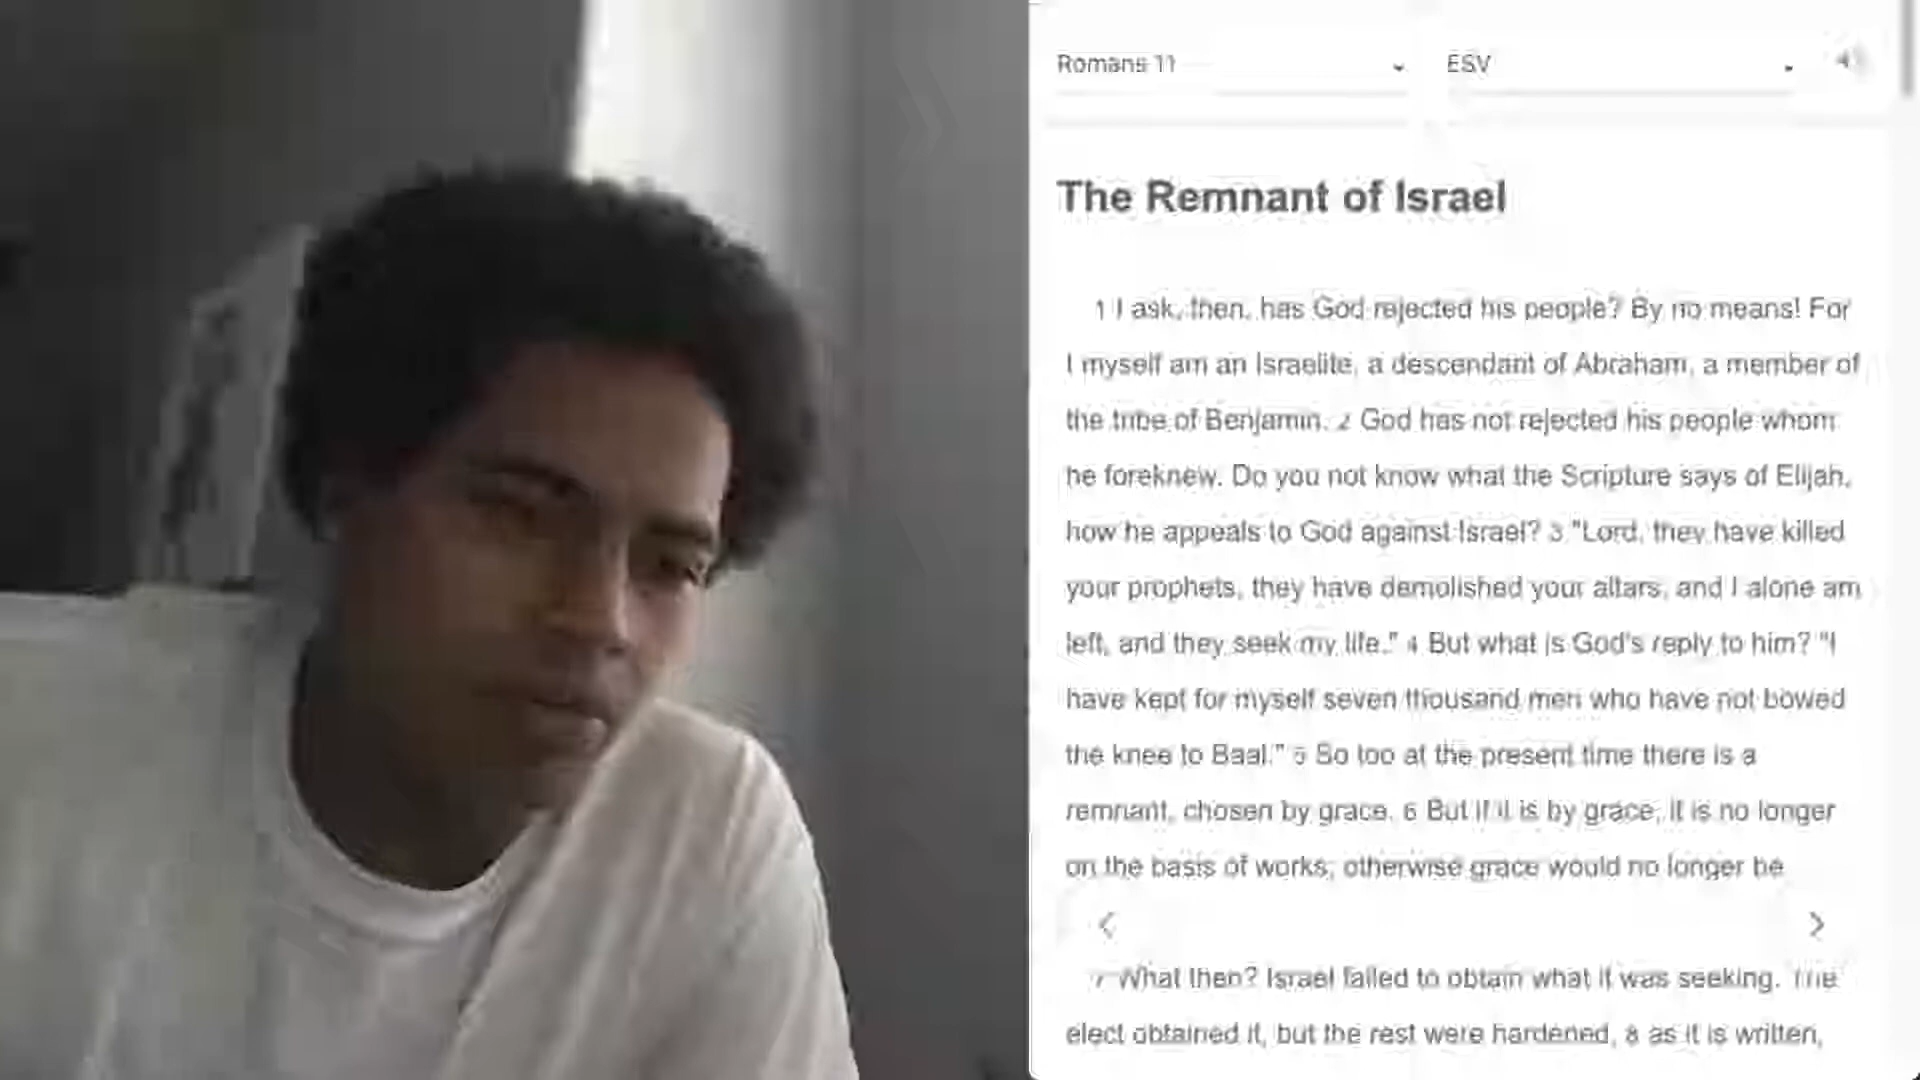 Romans 11
ESV
The Remnant of Israel
1 I ask, then, has God rejected his people? By no means! For
I myself am an Israelite, a descendant of Abraham, a member of
the tribe of Benjamin. 2 God has not rejected his people whom
he foreknew. Do you not know what the Scripture says of Elijah,
how he appeals to God against Israel? 3 "Lord, they have killed
your prophets, they have demolished your altars, and I alone am
left, and they seek my life." 4 But what is God's reply to him? "I
have kept for myself seven thousand men who have not bowed
the knee to Baal." 5 So too at the present time there is a
remnant, chosen by grace. 6 But if it is by grace, it is no longer
on the basis of works; otherwise grace would no longer be
7 What then? Israel failed to obtain what it was seeking. The
elect obtained it, but the rest were hardened, 8 as it is written,